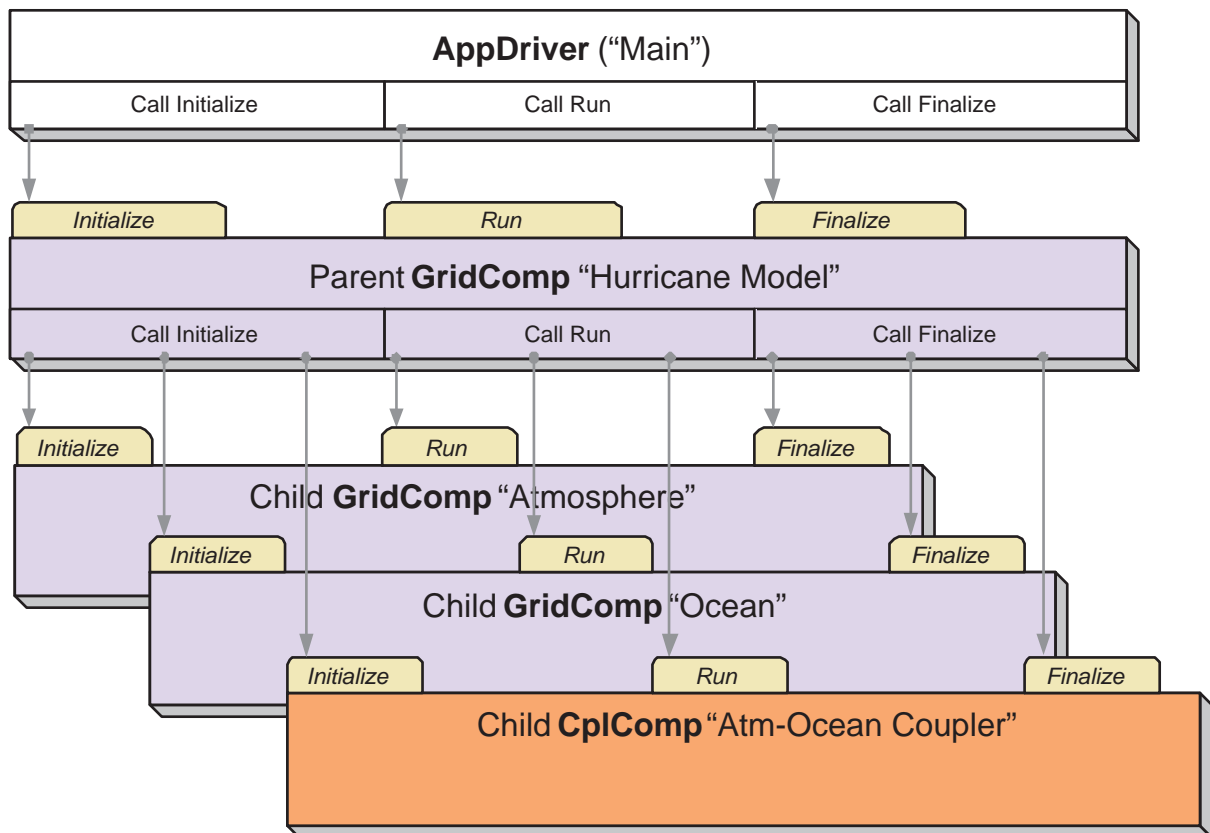 AppDriver (“Main”)
Call Initialize
Call Run
Call Finalize
Initialize
Run
Finalize
Parent GridComp “Hurricane Model”
Call Initialize
Call Run
Call Finalize
Initialize
Run
Finalize
Child GridComp “Atmosphere”
Initialize
Run
Finalize
Child GridComp “Ocean”
Initialize
Run
Finalize
Child CplComp “Atm-Ocean Coupler”